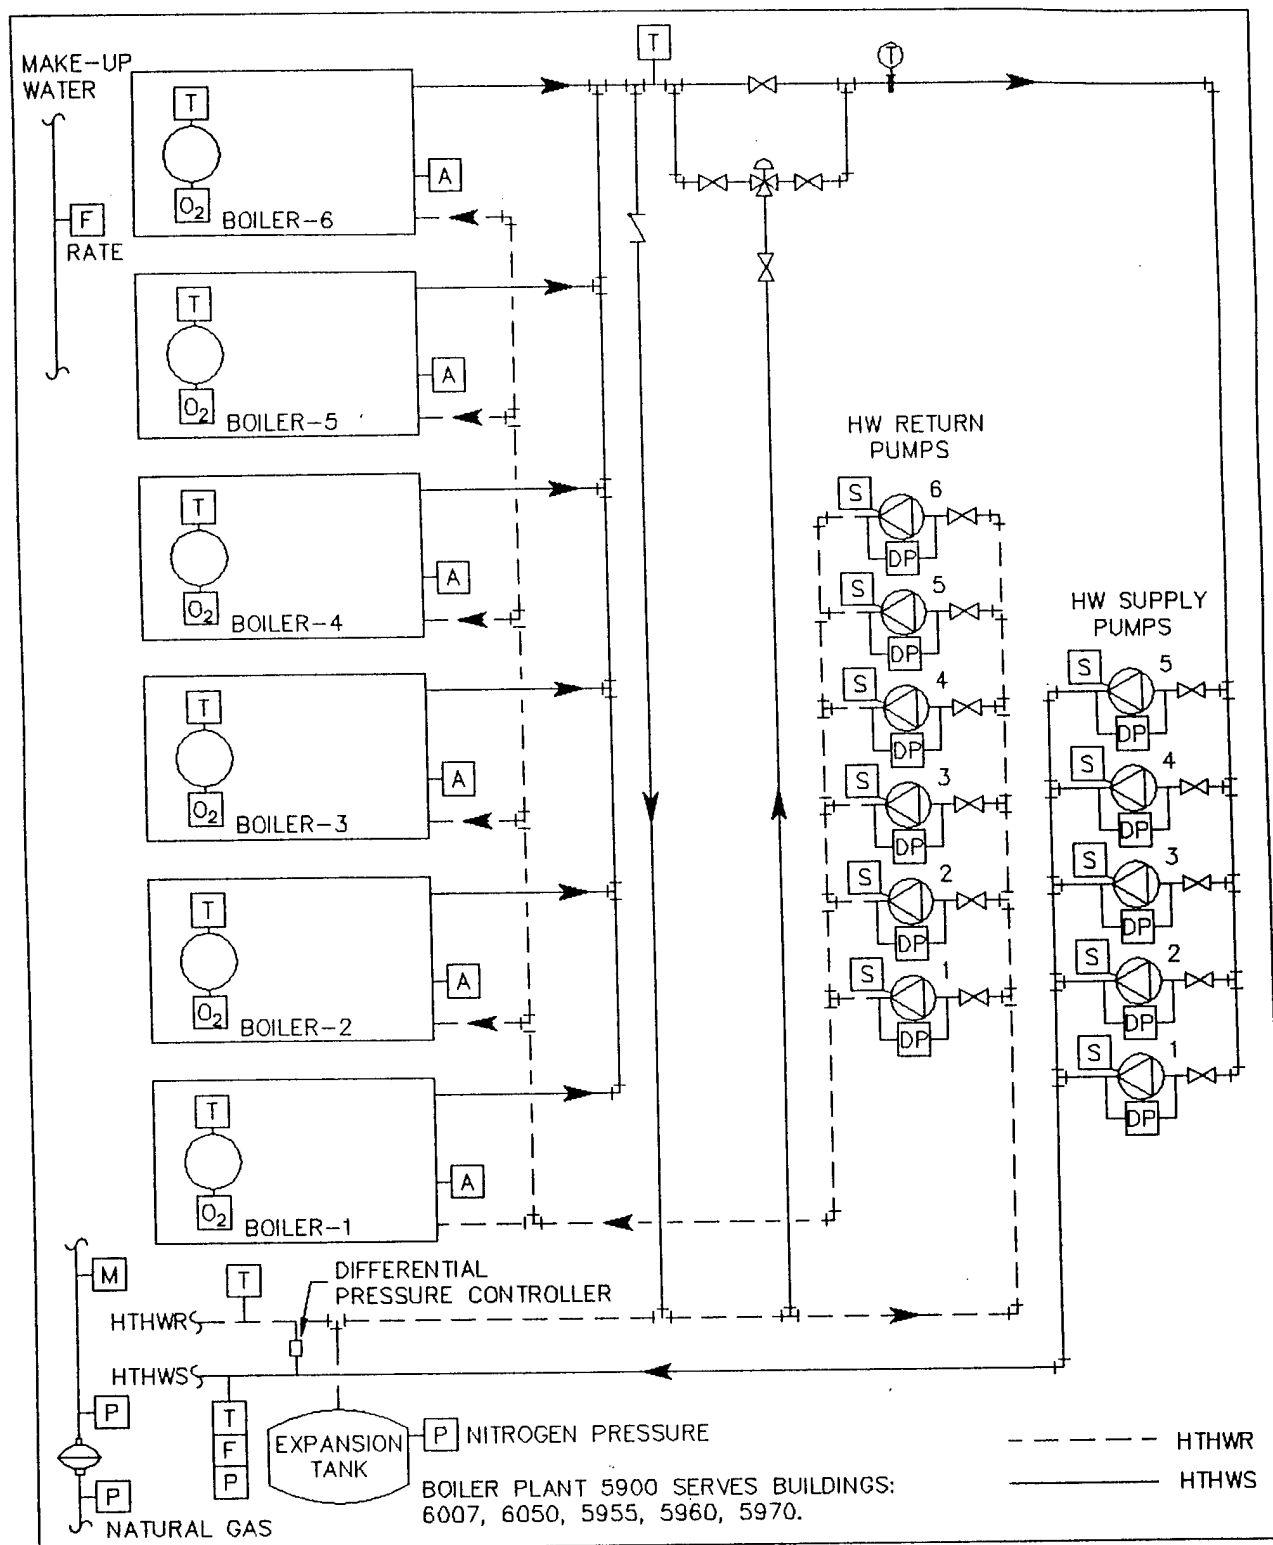 MAKE-UP
WATER
F
RATE
T
T
T
O2
BOILER-6
A
T
O2
BOILER-5
A
T
O2
BOILER-4
A
T
O2
BOILER-3
A
T
O2
BOILER-2
A
T
O2
BOILER-1
A
HW RETURN
PUMPS
S
6
DP
S
5
DP
S
4
DP
S
3
DP
S
2
DP
S
1
DP
HW SUPPLY
PUMPS
S
5
DP
S
4
DP
S
3
DP
S
2
DP
S
1
DP
M
T
DIFFERENTIAL
PRESSURE CONTROLLER
HTHWR
HTHWS
P
T
F
P
P
NATURAL GAS
EXPANSION
TANK
P
NITROGEN PRESSURE
BOILER PLANT 5900 SERVES BUILDINGS:
6007, 6050, 5955, 5960, 5970.
HTHWR
HTHWS